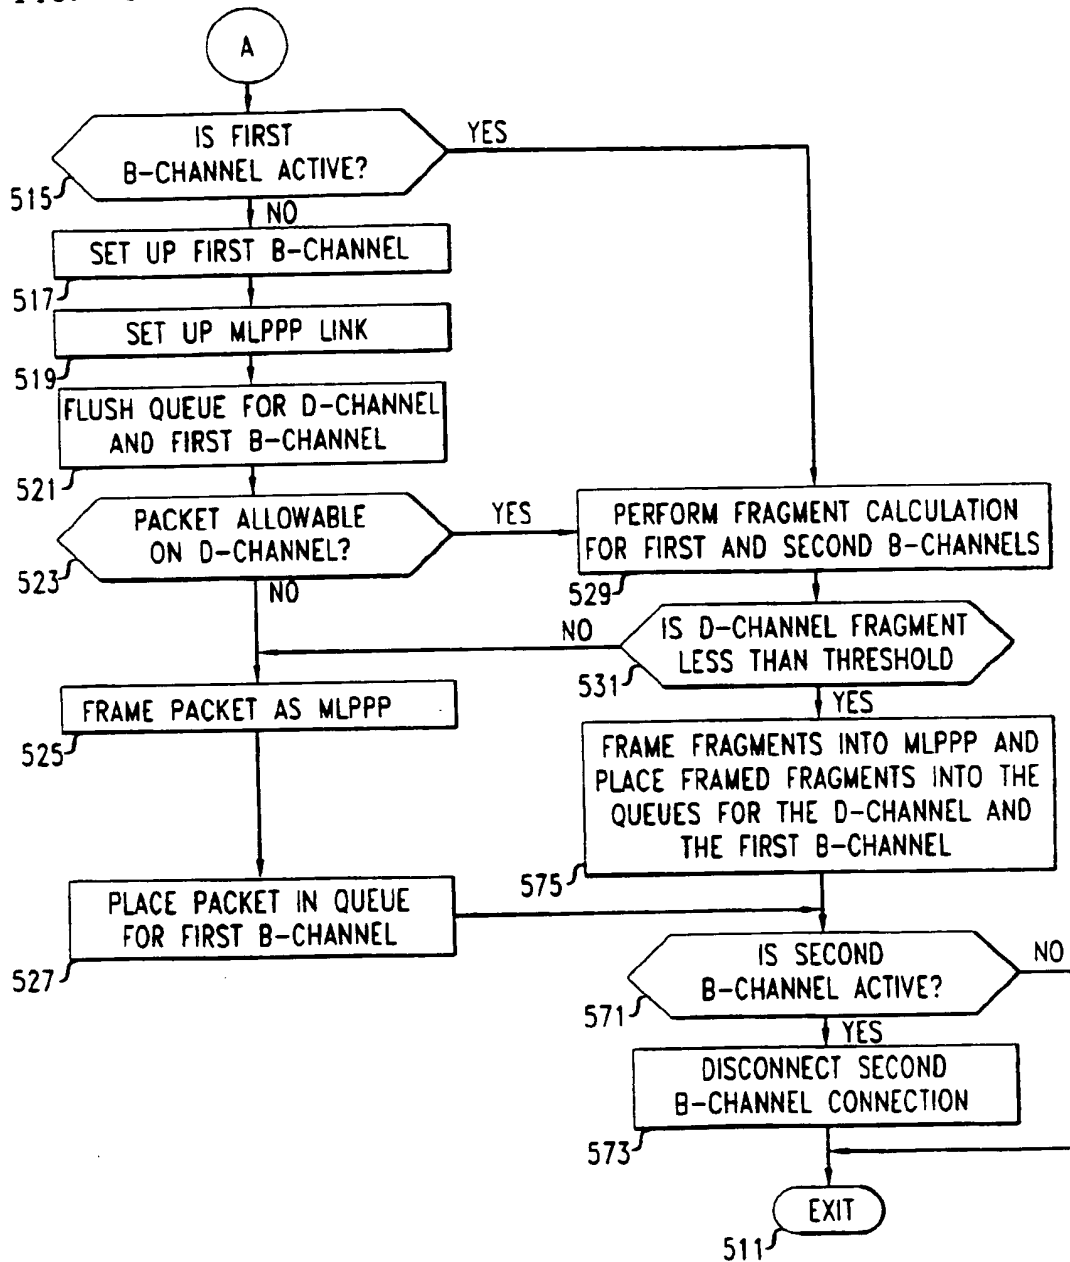 A
IS FIRST
B-CHANNEL ACTIVE?
YES
515
NO
SET UP FIRST B-CHANNEL
517
SET UP MLPPP LINK
519
FLUSH QUEUE FOR D-CHANNEL
AND FIRST B-CHANNEL
521
PACKET ALLOWABLE
ON D-CHANNEL?
YES
523
NO
PERFORM FRAGMENT CALCULATION
FOR FIRST AND SECOND B-CHANNELS
529
IS D-CHANNEL FRAGMENT
LESS THAN THRESHOLD
NO
531
YES
FRAME PACKET AS MLPPP
525
FRAME FRAGMENTS INTO MLPPP AND
PLACE FRAMED FRAGMENTS INTO THE
QUEUES FOR THE D-CHANNEL AND
THE FIRST B-CHANNEL
575
PLACE PACKET IN QUEUE
FOR FIRST B-CHANNEL
527
IS SECOND
B-CHANNEL ACTIVE?
NO
571
YES
DISCONNECT SECOND
B-CHANNEL CONNECTION
573
EXIT
511